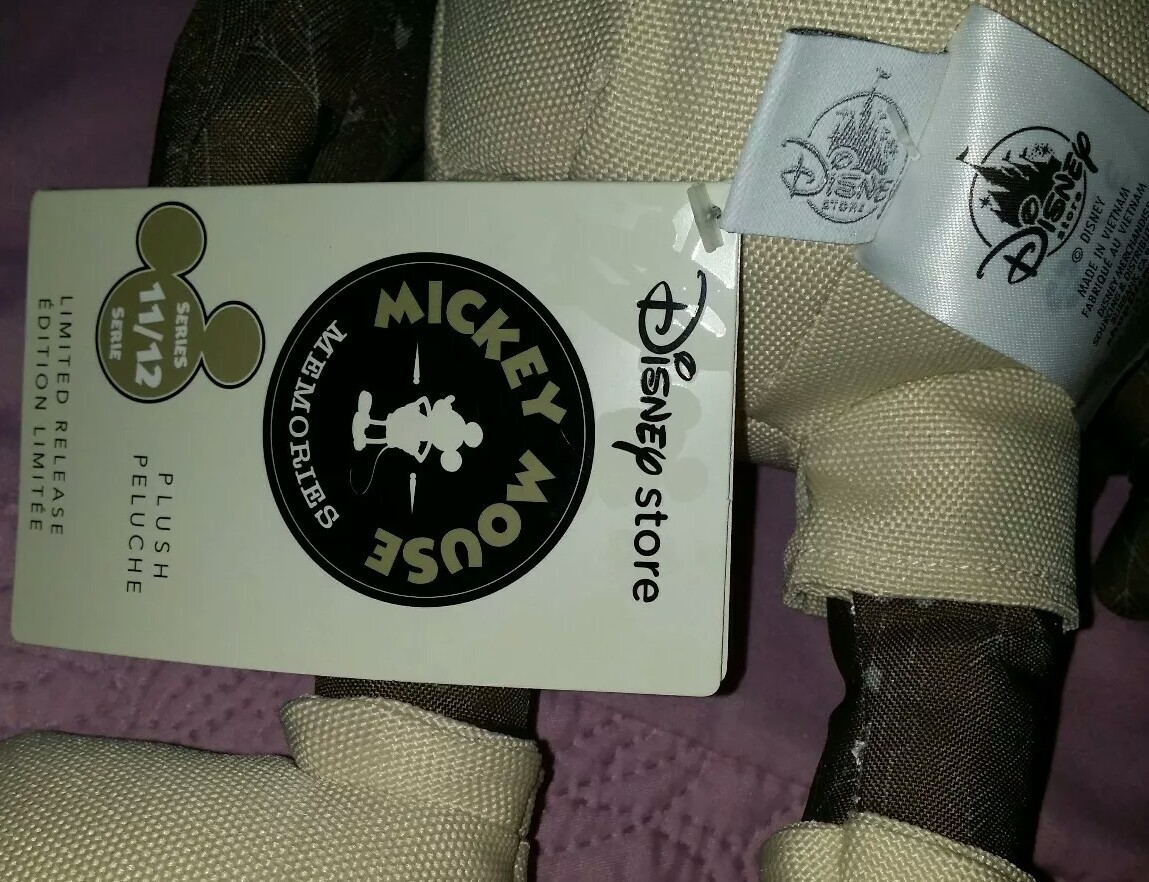 Disney store
MICKEY MOUSE
MEMORIES
SERIES
11/12
SERIE
PLUSH
PELUCHE
LIMITED RELEASE
ÉDITION LIMITÉE
Disney
STORE
Disney
store
© DISNEY
MADE IN VIETNAM
FABRIQUÉ AU VIETNAM